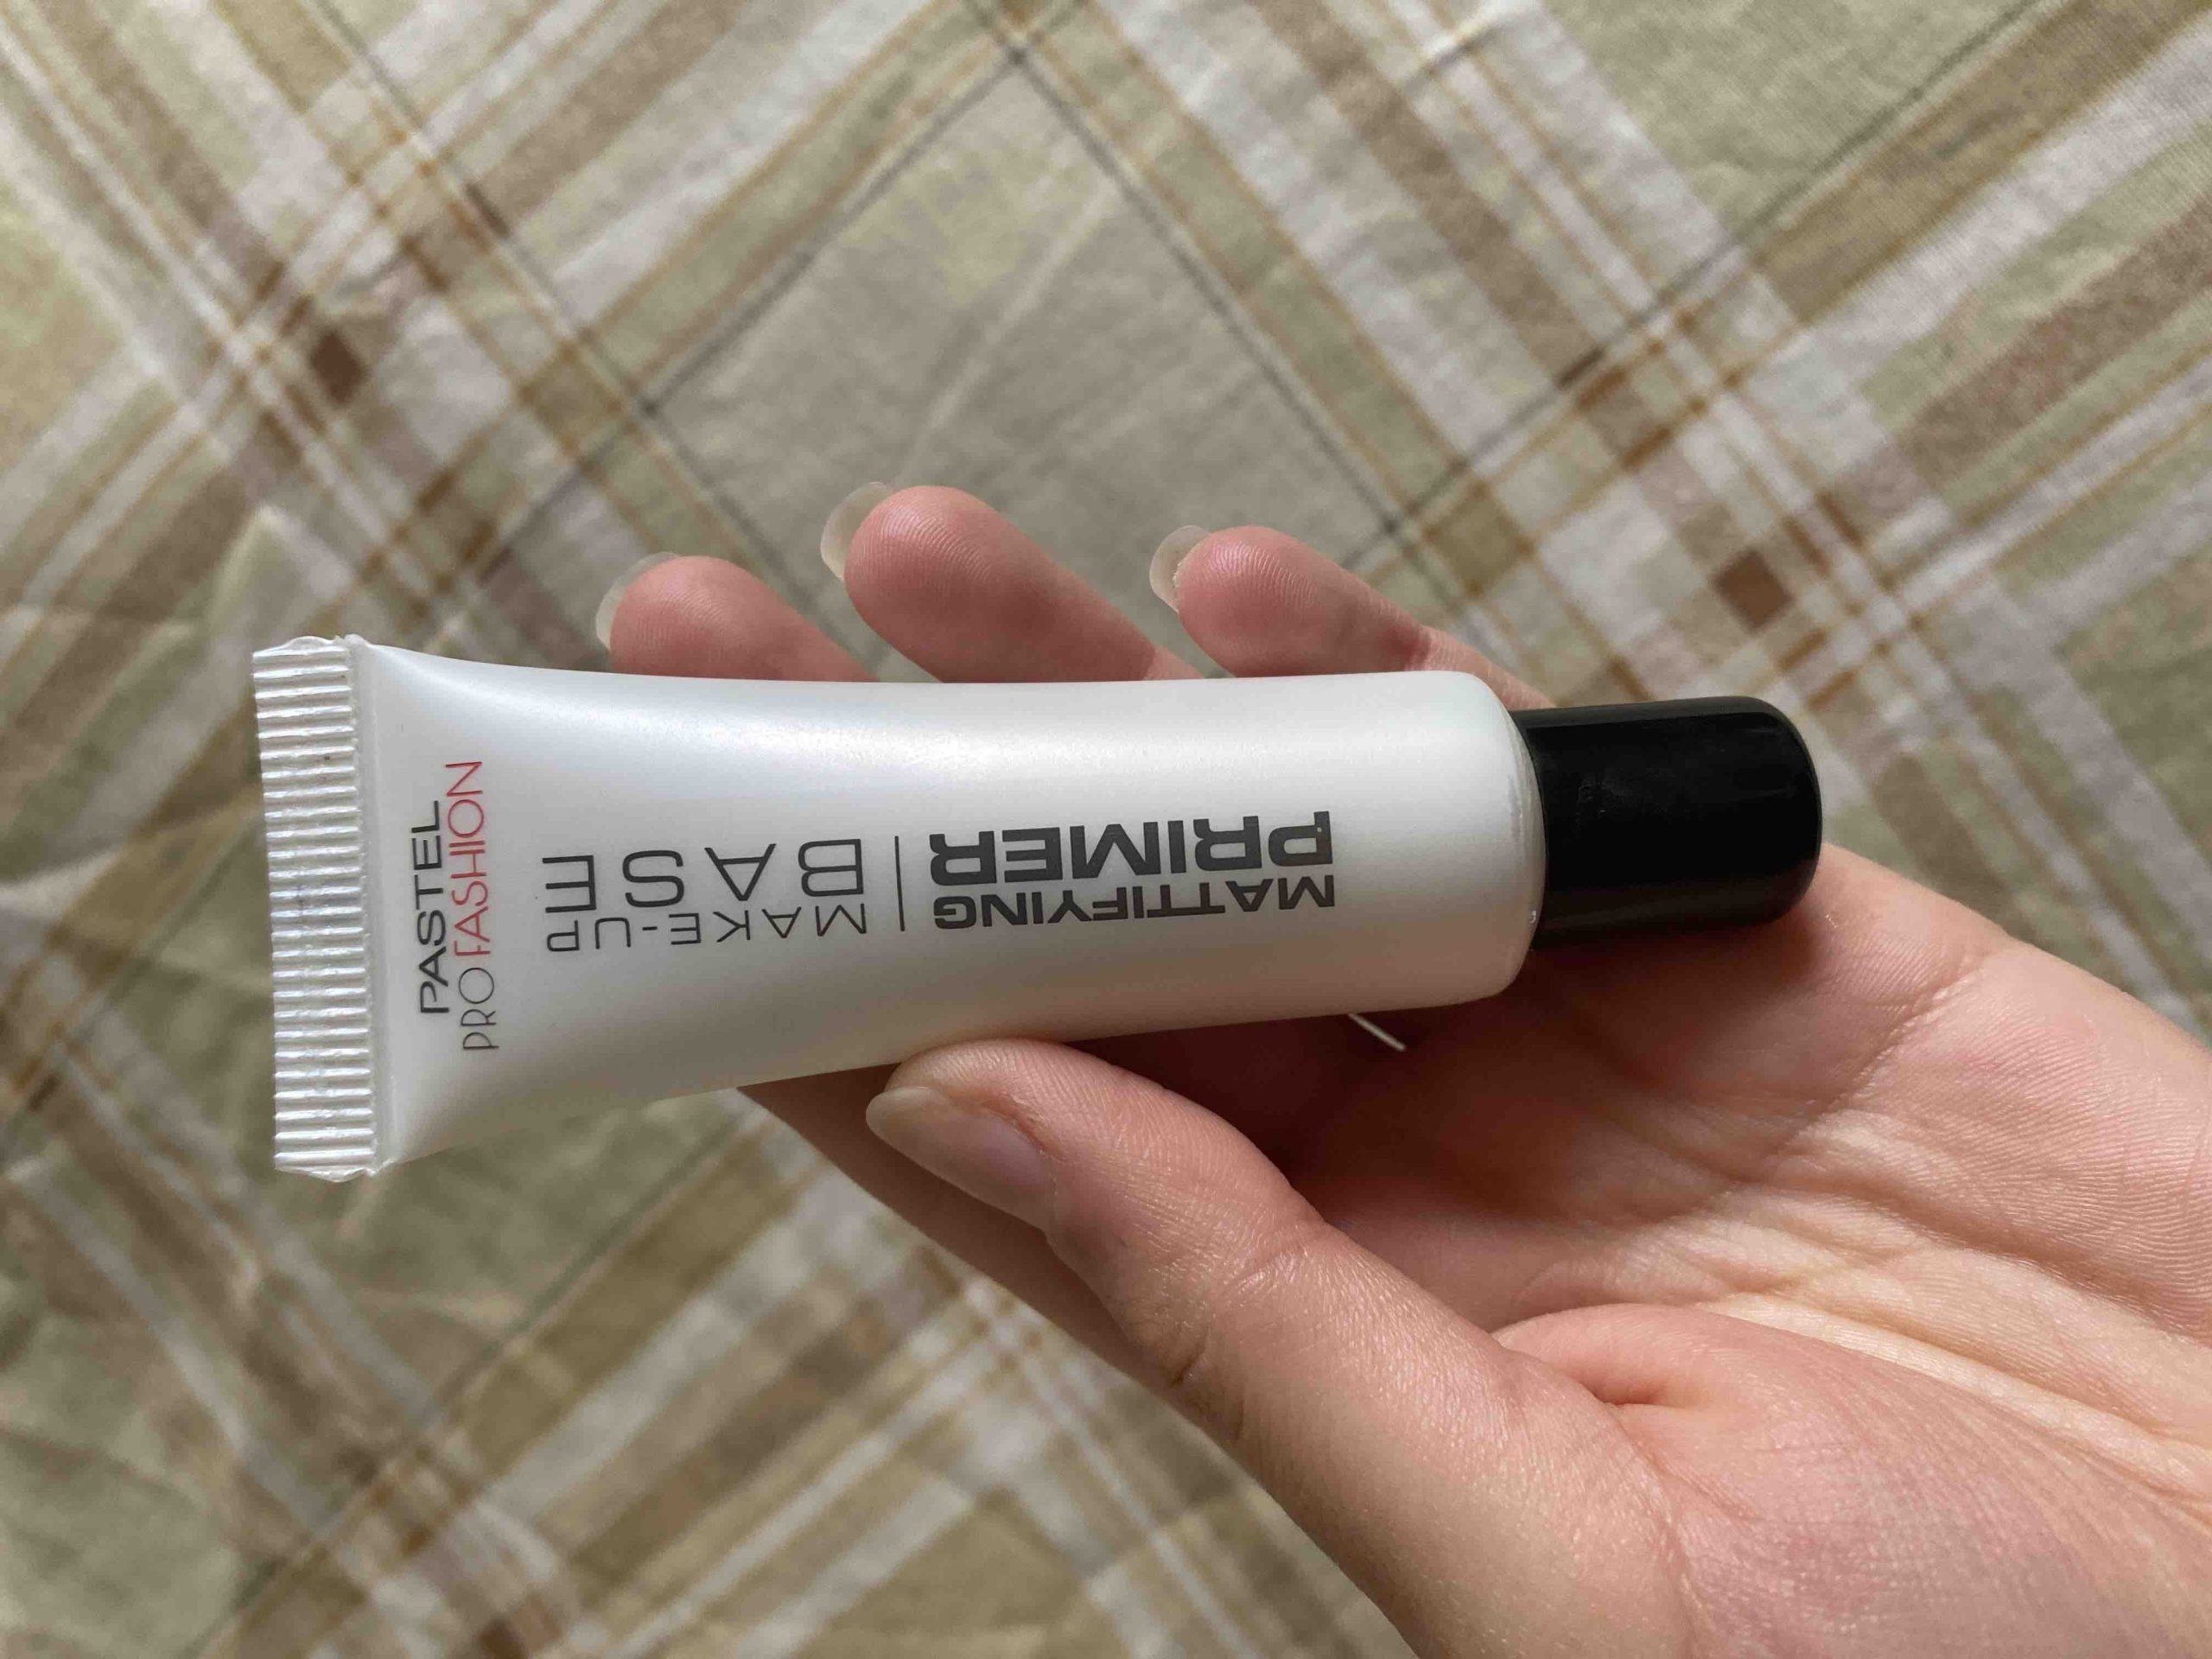 PASTEL
PROFASHION
MATTIFYING
PRIMER
MAKE-UP
BASE